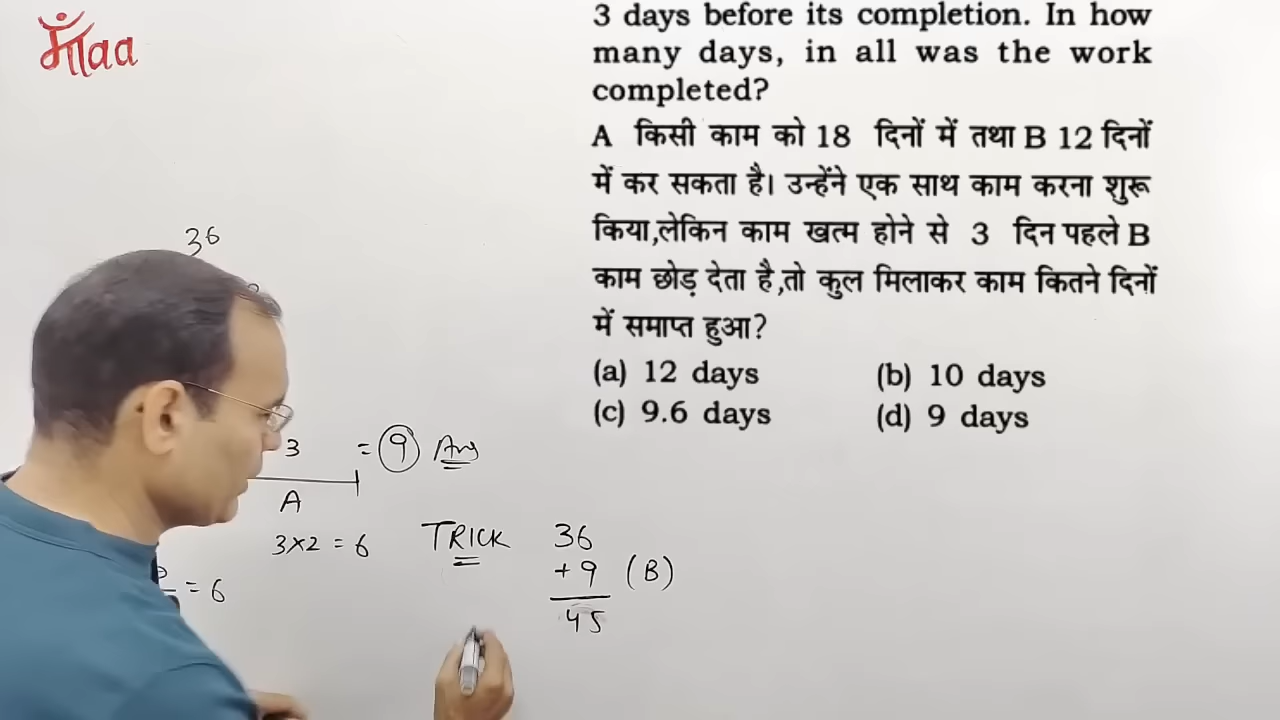 माँaa
3 days before its completion. In how
many days, in all was the work
completed?
A किसी काम को 18 दिनों में तथा B 12 दिनों
में कर सकता है। उन्हेंने एक साथ काम करना शुरू
किया,लेकिन काम खत्म होने से 3 दिन पहले B
काम छोड़ देता है,तो कुल मिलाकर काम कितने दिनों
में समाप्त हुआ?
(a) 12 days (b) 10 days
(c) 9.6 days (d) 9 days
36
3 = 9 Ans
A
3×2 = 6
= 6
TRICK 36
+ 9 (B)
45